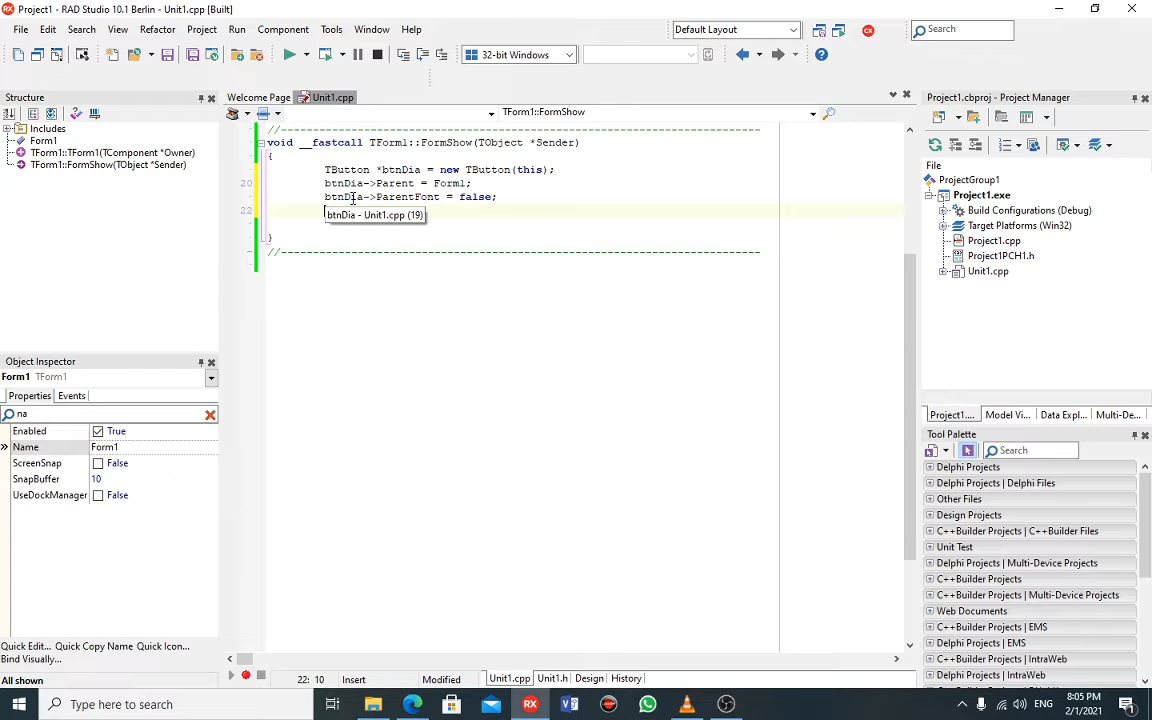 Project1 - RAD Studio 10.1 Berlin - Unit1.cpp [Built]
File Edit Search View Refactor Project Run Component Tools Window Help
Default Layout
Search
32-bit Windows
Structure
Welcome Page
Unit1.cpp
Project1.cbproj - Project Manager
TForm1::FormShow
Includes
Form1
TForm1::TForm1(TComponent *Owner)
TForm1::FormShow(TObject *Sender)
//---------------------------------------------------------------------------
void __fastcall TForm1::FormShow(TObject *Sender)
{
TButton *btnDia = new TButton(this);
20 btnDia->Parent = Form1;
btnDia->ParentFont = false;
22
btnDia - Unit1.cpp (19)
}
//---------------------------------------------------------------------------
File
ProjectGroup1
Project1.exe
Build Configurations (Debug)
Target Platforms (Win32)
Project1.cpp
Project1PCH1.h
Unit1.cpp
Object Inspector
Form1 TForm1
Properties Events
na
Enabled True
Name Form1
ScreenSnap False
SnapBuffer 10
UseDockManager False
Project1.... Model Vi... Data Expl... Multi-De...
Tool Palette
Search
Delphi Projects
Delphi Projects | Delphi Files
Other Files
Design Projects
C++Builder Projects | C++Builder Files
Unit Test
Delphi Projects | Multi-Device Projects
C++Builder Projects
C++Builder Projects | Multi-Device Projects
Web Documents
C++Builder Projects | EMS
Delphi Projects | EMS
C++Builder Projects | IntraWeb
Delphi Projects | IntraWeb
Quick Edit... Quick Copy Name Quick Icon...
Bind Visually...
All shown
22: 10 Insert Modified
Unit1.cpp Unit1.h Design History
Type here to search
ENG
8:05 PM
2/1/2021